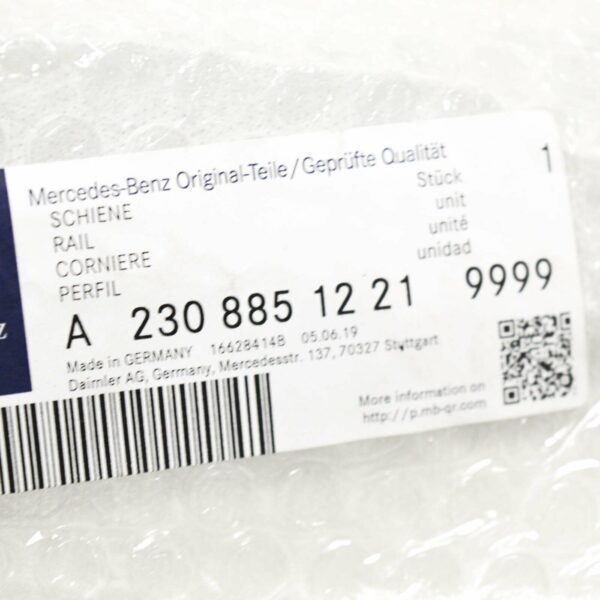 Mercedes-Benz Original-Teile/Geprüfte Qualität
SCHIENE Stück 1
RAIL unit
CORNIERE unité
PERFIL unidad
A 230 885 12 21 9999
Made in GERMANY 16628414B 05.06.19
Daimler AG, Germany, Mercedesstr. 137, 70327 Stuttgart
More information on
http://p.mb-qr.com
z